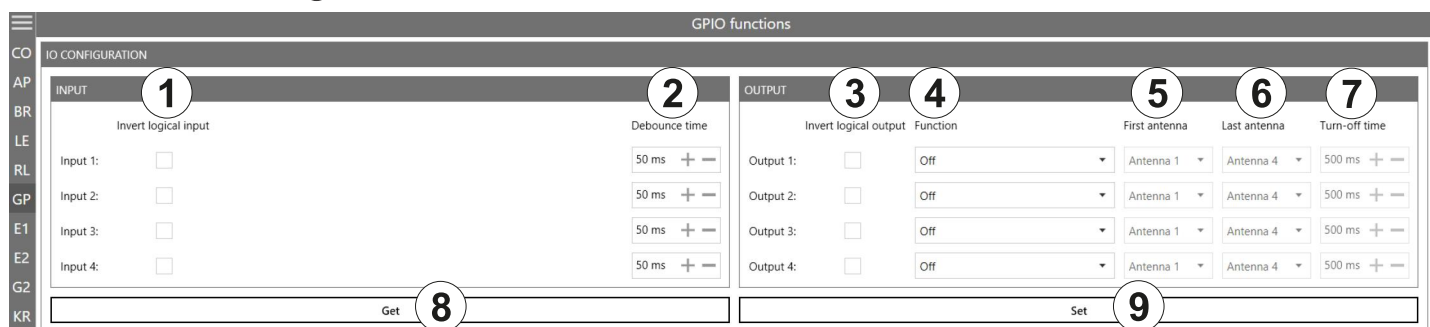 GPIO functions
CO
AP
BR
LE
RL
GP
E1
E2
G2
KR
IO CONFIGURATION
INPUT
1
2
Invert logical input Debounce time
Input 1: 50 ms
Input 2: 50 ms
Input 3: 50 ms
Input 4: 50 ms
OUTPUT
3
4
5
6
7
Invert logical output Function First antenna Last antenna Turn-off time
Output 1: Off Antenna 1 Antenna 4 500 ms
Output 2: Off Antenna 1 Antenna 4 500 ms
Output 3: Off Antenna 1 Antenna 4 500 ms
Output 4: Off Antenna 1 Antenna 4 500 ms
Get 8
Set 9